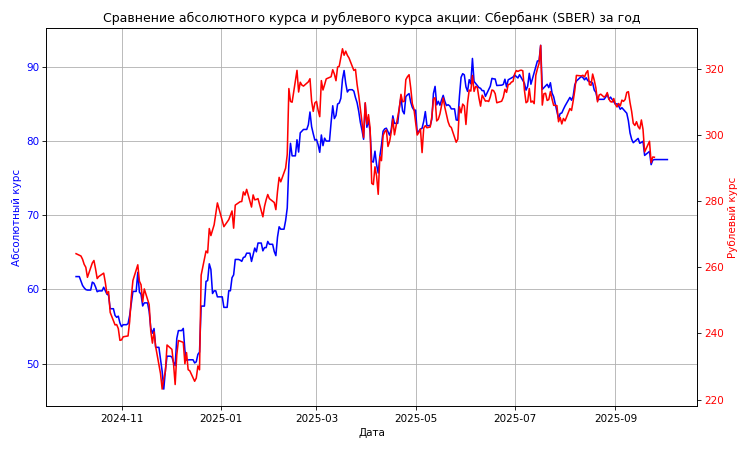 Сравнение абсолютного курса и рублевого курса акции: Сбербанк (SBER) за год
Абсолютный курс
90
80
70
60
50
320
300
280
260
240
220
Рублевый курс
2024-11 2025-01 2025-03 2025-05 2025-07 2025-09
Дата